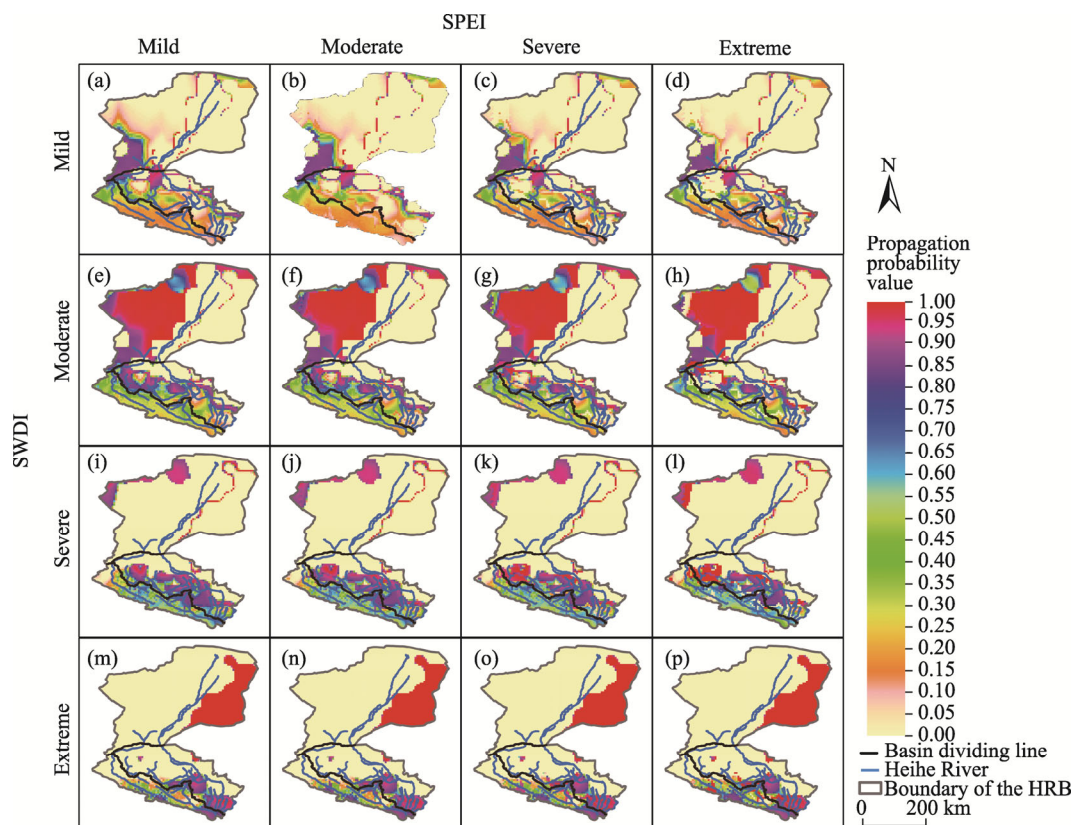 SPEI
Mild Moderate Severe Extreme
SWDI
Mild
(a) (b) (c) (d)
Moderate
(e) (f) (g) (h)
Severe
(i) (j) (k) (l)
Extreme
(m) (n) (o) (p)
N
Propagation
probability
value
1.00
0.95
0.90
0.85
0.80
0.75
0.70
0.65
0.60
0.55
0.50
0.45
0.40
0.35
0.30
0.25
0.20
0.15
0.10
0.05
0.00
Basin dividing line
Heihe River
Boundary of the HRB
0 200 km